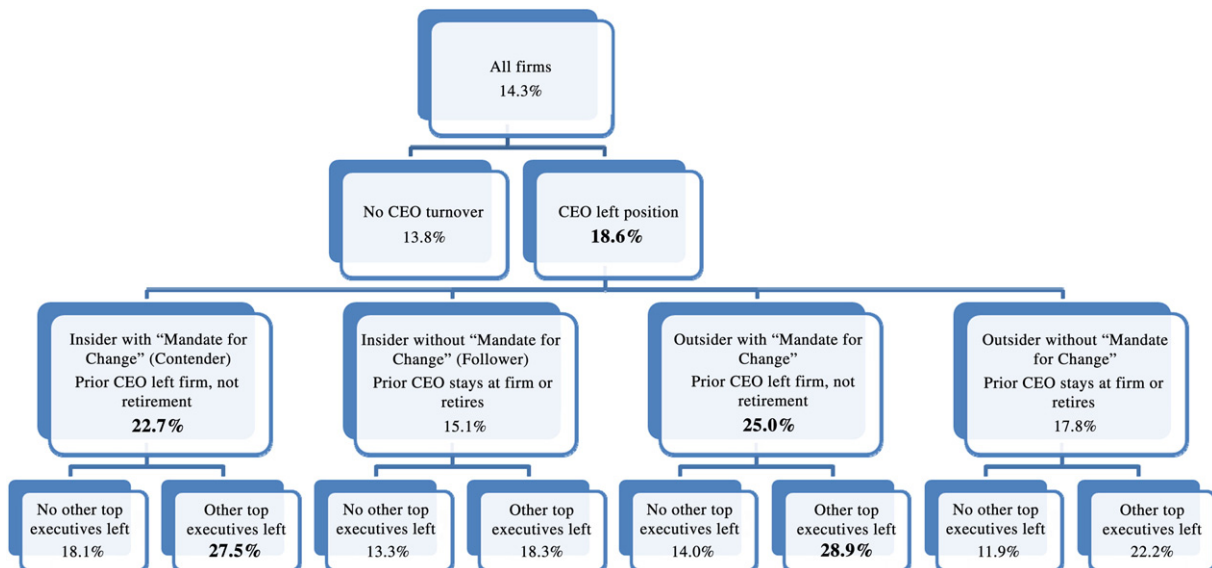 All firms
14.3%
No CEO turnover
13.8%
CEO left position
18.6%
Insider with “Mandate for
Change” (Contender)
Prior CEO left firm, not
retirement
22.7%
Insider without “Mandate for
Change” (Follower)
Prior CEO stays at firm or
retires
15.1%
Outsider with “Mandate for
Change”
Prior CEO left firm, not
retirement
25.0%
Outsider without “Mandate
for Change”
Prior CEO stays at firm or
retires
17.8%
No other top
executives left
18.1%
Other top
executives left
27.5%
No other top
executives left
13.3%
Other top
executives left
18.3%
No other top
executives left
14.0%
Other top
executives left
28.9%
No other top
executives left
11.9%
Other top
executives left
22.2%